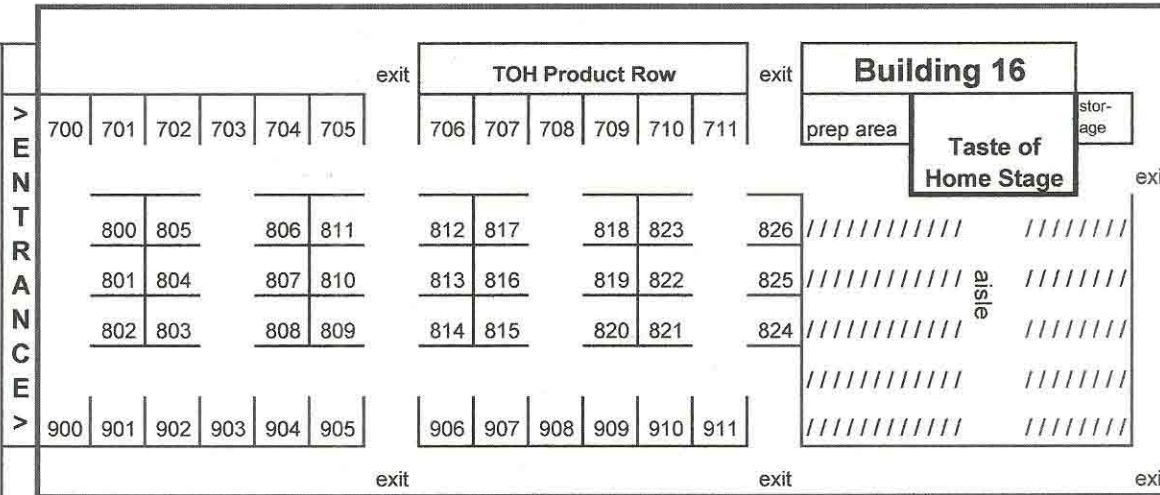 Building 16
exit TOH Product Row exit
700 701 702 703 704 705 706 707 708 709 710 711 prep area
stor-
age
Taste of
Home Stage
> ENTRANCE >
exi
800 805 806 811 812 817 818 823 826 //////////// ////////
801 804 807 810 813 816 819 822 825 //////////// ////////
aisle
802 803 808 809 814 815 820 821 824 //////////// ////////
//////////// ////////
900 901 902 903 904 905 906 907 908 909 910 911 //////////// ////////
exit exit exi